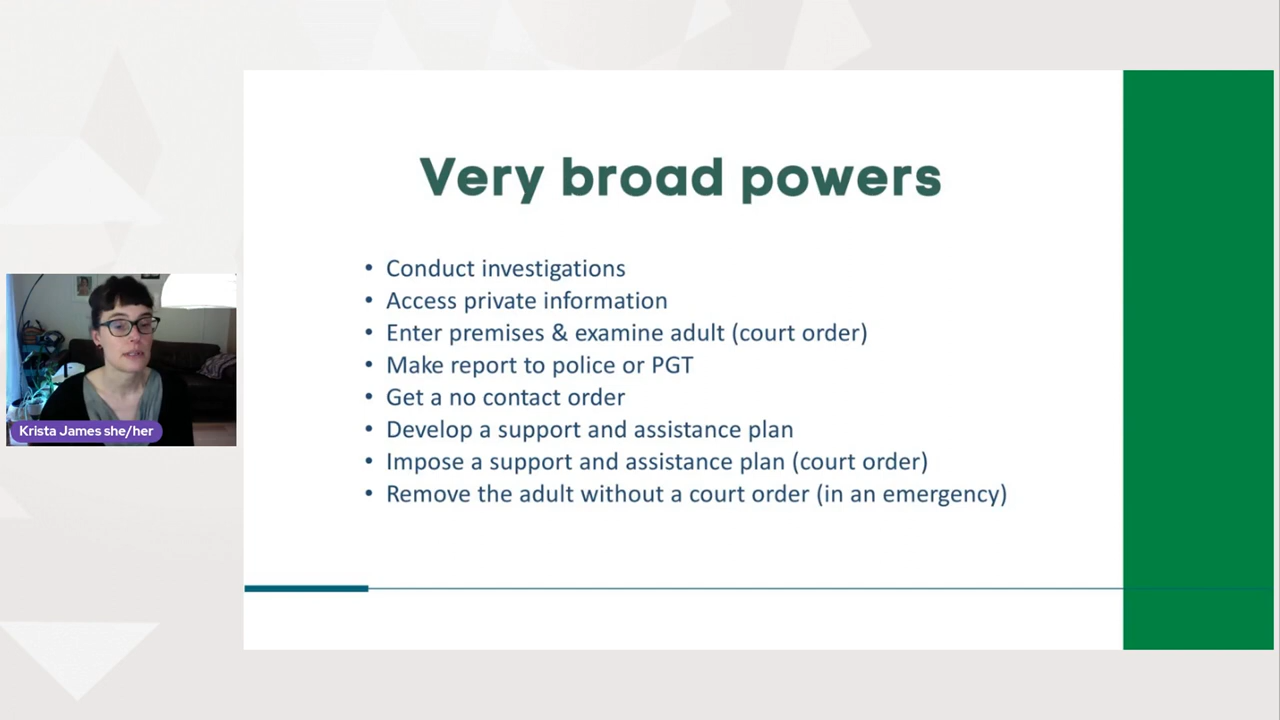 Very broad powers
• Conduct investigations
• Access private information
• Enter premises & examine adult (court order)
• Make report to police or PGT
• Get a no contact order
• Develop a support and assistance plan
• Impose a support and assistance plan (court order)
• Remove the adult without a court order (in an emergency)
Krista James she/her